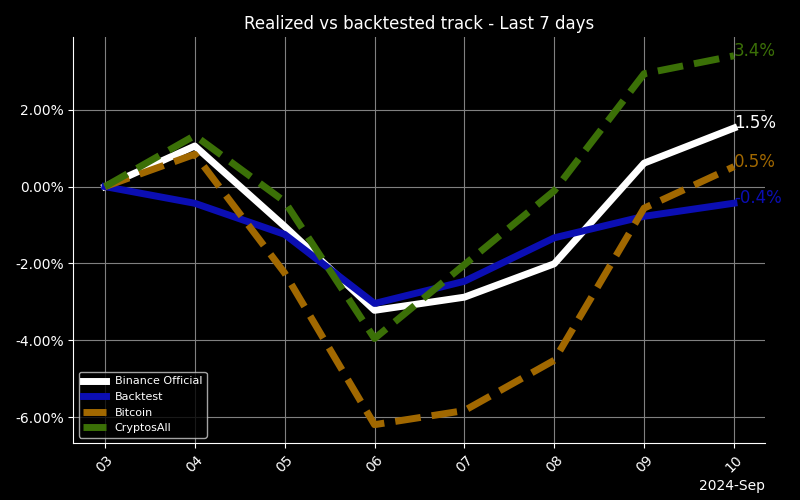 Realized vs backtested track - Last 7 days
3.4%
2.00%
1.5%
0.5%
0.00%
-0.4%
-2.00%
-4.00%
Binance Official
Backtest
Bitcoin
CryptosAll
-6.00%
03 04 05 06 07 08 09 10
2024-Sep